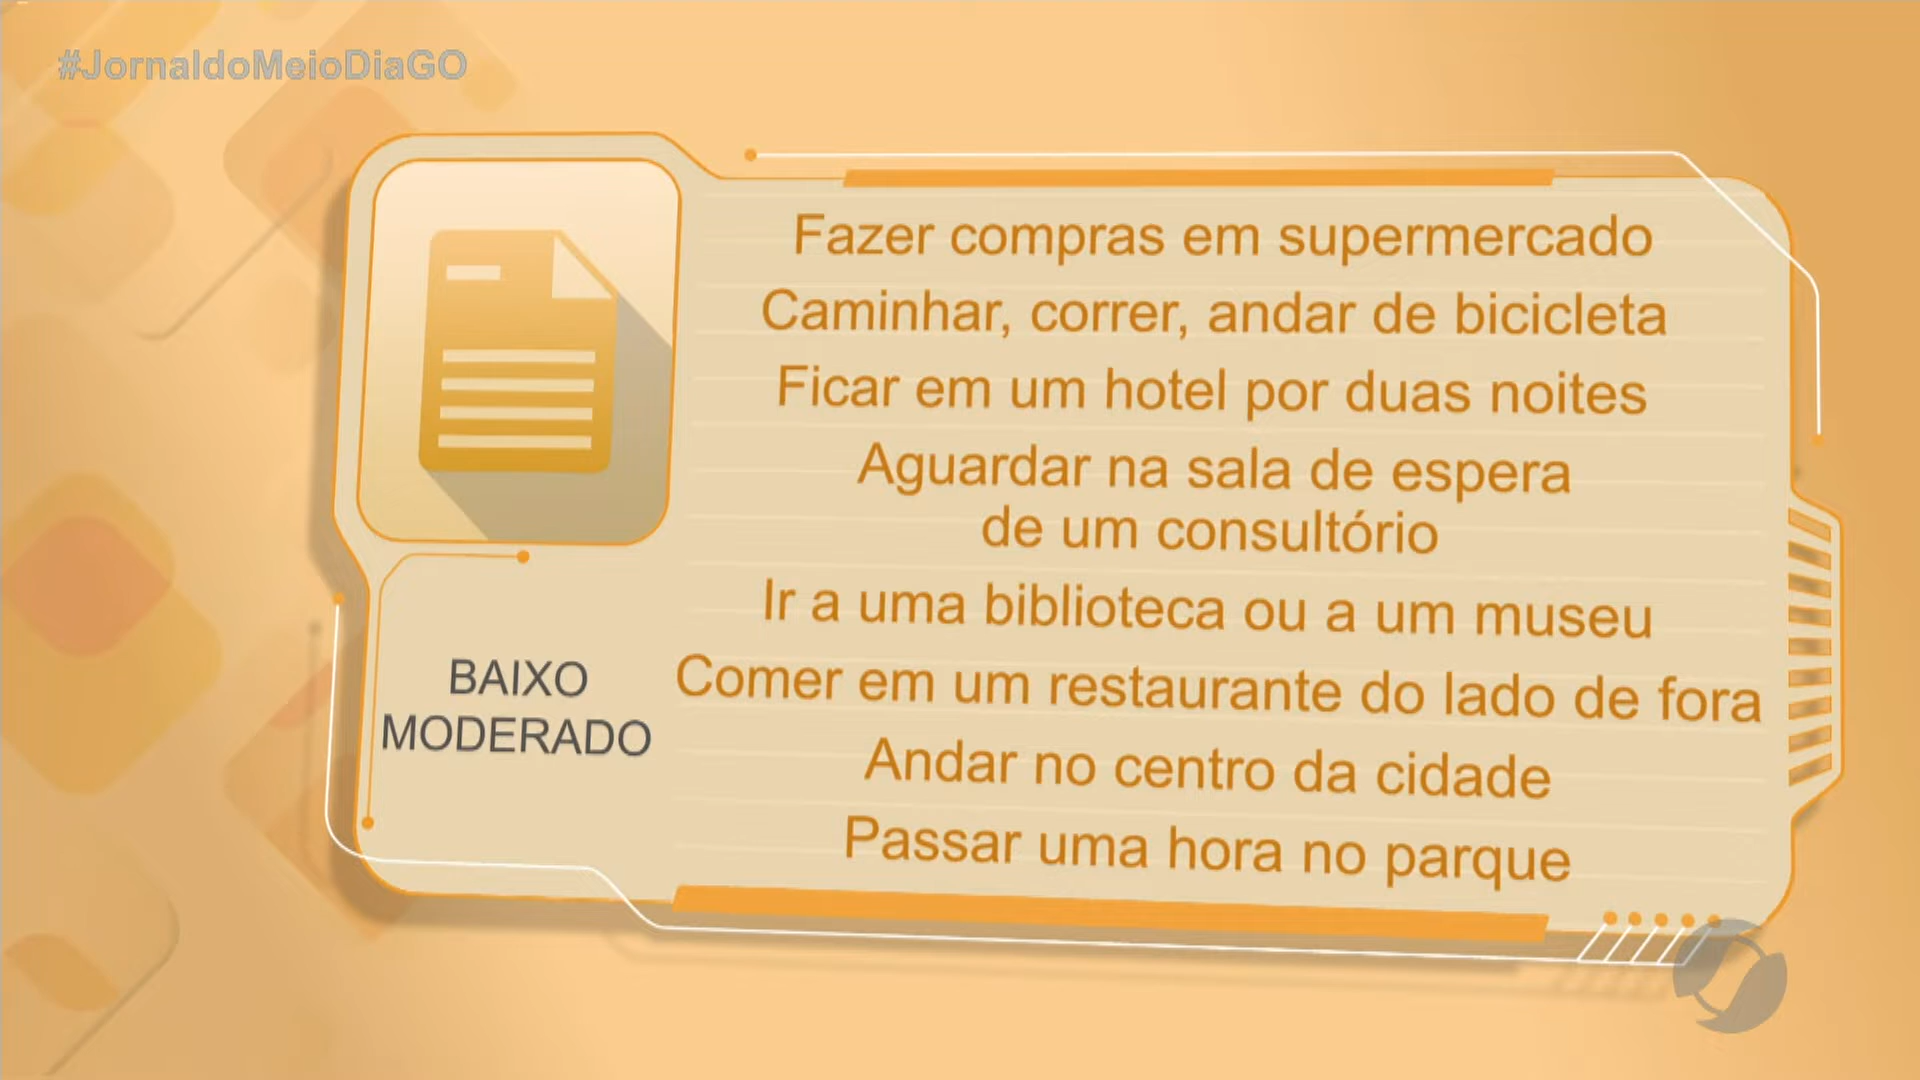 #JornaldoMeioDiaGO
Fazer compras em supermercado
Caminhar, correr, andar de bicicleta
Ficar em um hotel por duas noites
Aguardar na sala de espera
de um consultório
Ir a uma biblioteca ou a um museu
Comer em um restaurante do lado de fora
Andar no centro da cidade
Passar uma hora no parque
BAIXO
MODERADO